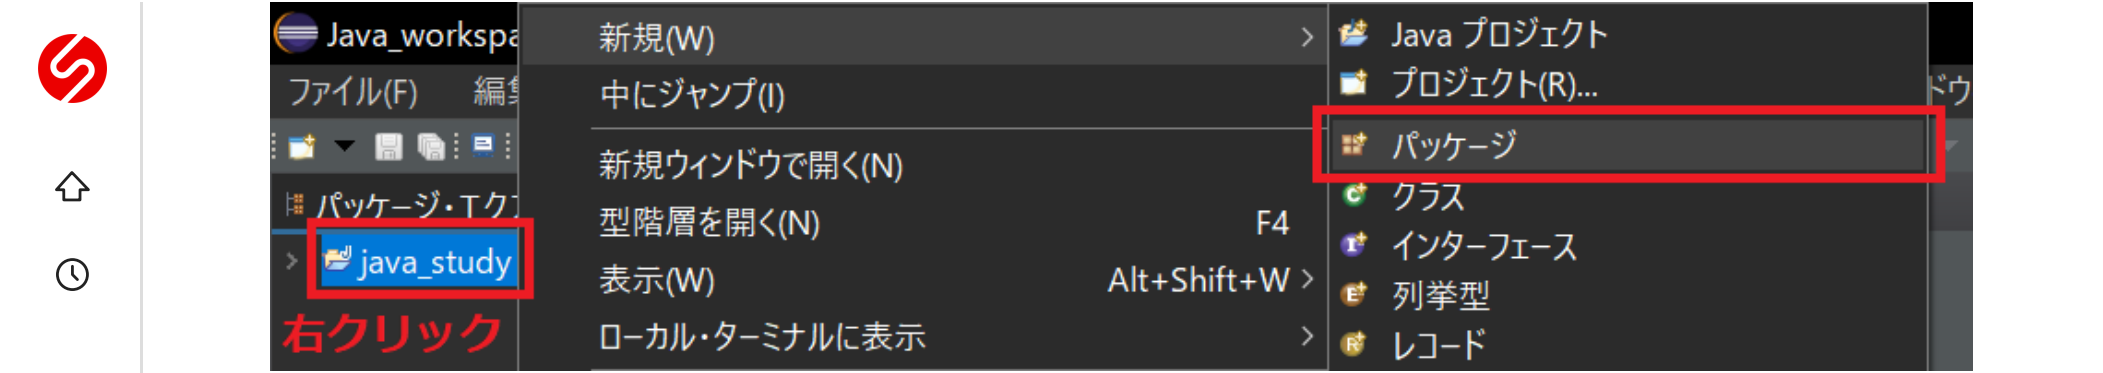 Java_workspa
ファイル(F) 編集
パッケージ・エクス
java_study
右クリック
新規(W)
中にジャンプ(I)
新規ウィンドウで開く(N)
型階層を開く(N) F4
表示(W) Alt+Shift+W
ローカル・ターミナルに表示
Java プロジェクト
プロジェクト(R)...
パッケージ
クラス
インターフェース
列挙型
レコード
ドウ